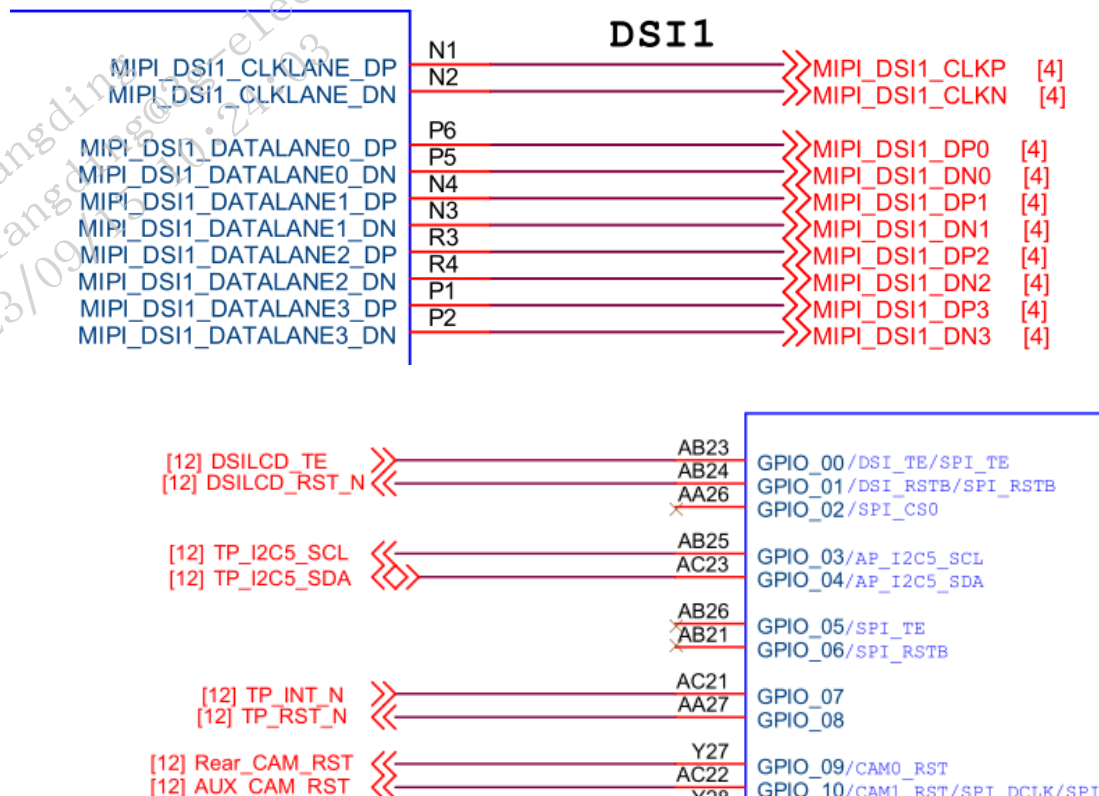 DSI1
MIPI_DSI1_CLKLANE_DP N1 MIPI_DSI1_CLKP [4]
MIPI_DSI1_CLKLANE_DN N2 MIPI_DSI1_CLKN [4]
MIPI_DSI1_DATALANE0_DP P6 MIPI_DSI1_DP0 [4]
MIPI_DSI1_DATALANE0_DN P5 MIPI_DSI1_DN0 [4]
MIPI_DSI1_DATALANE1_DP N4 MIPI_DSI1_DP1 [4]
MIPI_DSI1_DATALANE1_DN N3 MIPI_DSI1_DN1 [4]
MIPI_DSI1_DATALANE2_DP R3 MIPI_DSI1_DP2 [4]
MIPI_DSI1_DATALANE2_DN R4 MIPI_DSI1_DN2 [4]
MIPI_DSI1_DATALANE3_DP P1 MIPI_DSI1_DP3 [4]
MIPI_DSI1_DATALANE3_DN P2 MIPI_DSI1_DN3 [4]
[12] DSILCD_TE AB23 GPIO_00/DSI_TE/SPI_TE
[12] DSILCD_RST_N AB24 GPIO_01/DSI_RSTB/SPI_RSTB
AA26 GPIO_02/SPI_CS0
[12] TP_I2C5_SCL AB25 GPIO_03/AP_I2C5_SCL
[12] TP_I2C5_SDA AC23 GPIO_04/AP_I2C5_SDA
AB26 GPIO_05/SPI_TE
AB21 GPIO_06/SPI_RSTB
[12] TP_INT_N AC21 GPIO_07
[12] TP_RST_N AA27 GPIO_08
[12] Rear_CAM_RST Y27 GPIO_09/CAM0_RST
[12] AUX_CAM_RST AC22 GPIO_10/CAM1_RST/SPI_DCLK/SPI